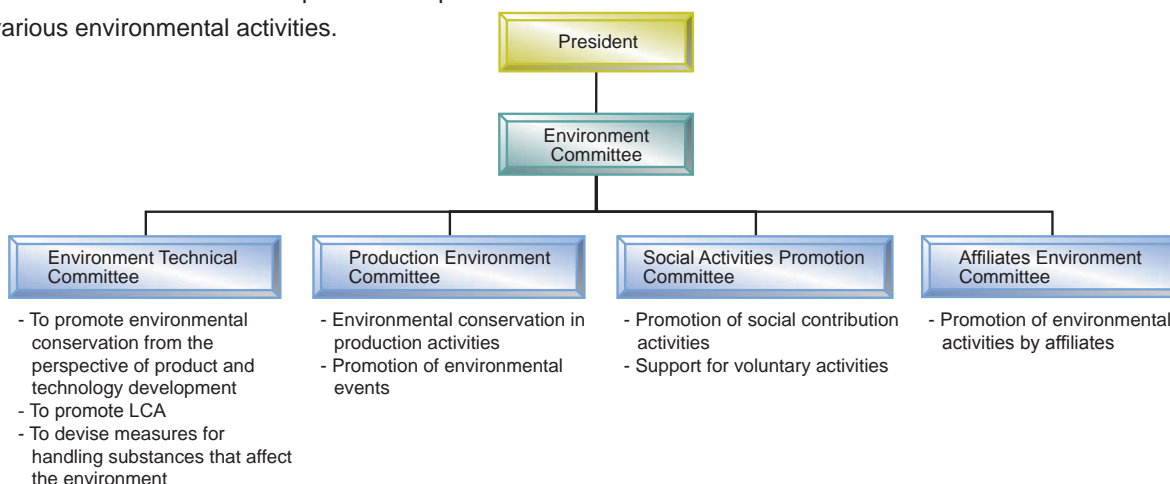 various environmental activities.
President
Environment
Committee
Environment Technical
Committee
- To promote environmental
conservation from the
perspective of product and
technology development
- To promote LCA
- To devise measures for
handling substances that affect
the environment
Production Environment
Committee
- Environmental conservation in
production activities
- Promotion of environmental
events
Social Activities Promotion
Committee
- Promotion of social contribution
activities
- Support for voluntary activities
Affiliates Environment
Committee
- Promotion of environmental
activities by affiliates